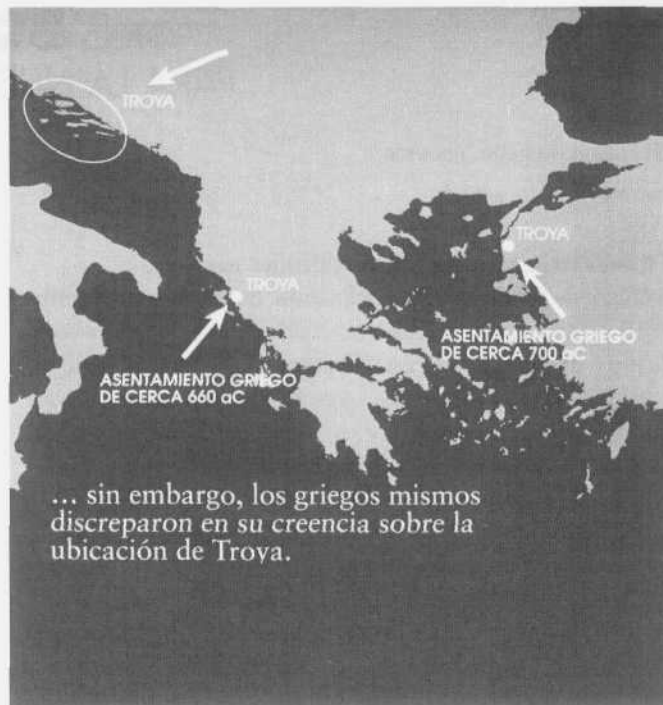 TROYA
TROYA
TROYA
ASENTAMIENTO GRIEGO
DE CERCA 700 aC
ASENTAMIENTO GRIEGO
DE CERCA 660 aC
... sin embargo, los griegos mismos
discreparon en su creencia sobre la
ubicación de Troya.